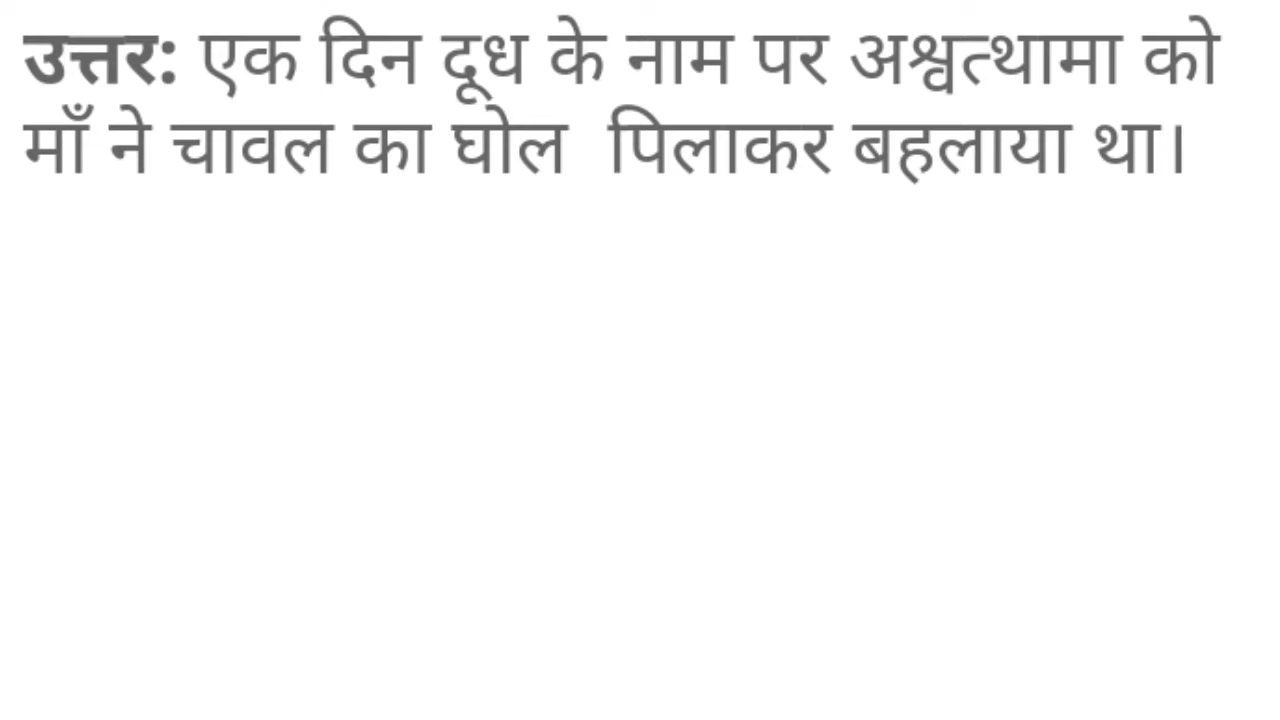 उत्तर: एक दिन दूध के नाम पर अश्वत्थामा को
माँ ने चावल का घोल  पिलाकर बहलाया था।